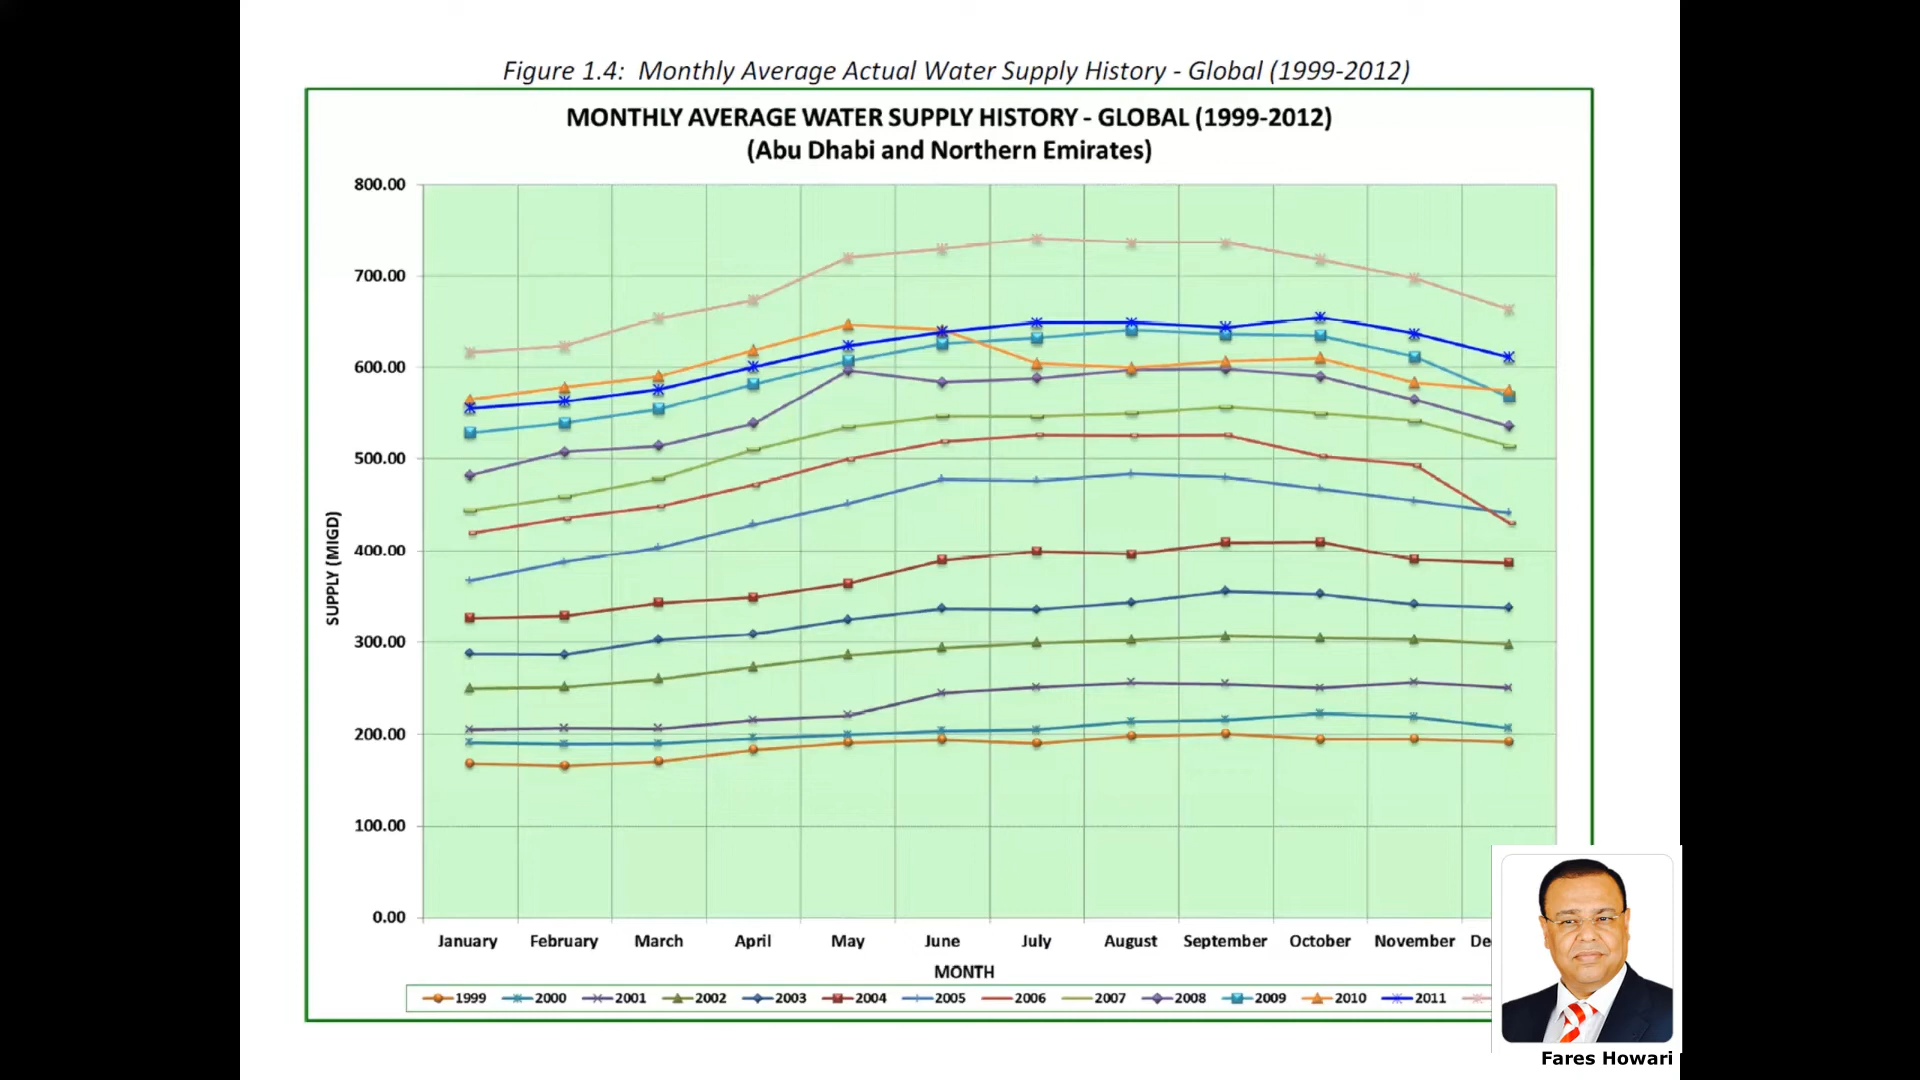 Figure 1.4: Monthly Average Actual Water Supply History - Global (1999-2012)
MONTHLY AVERAGE WATER SUPPLY HISTORY - GLOBAL (1999-2012)
(Abu Dhabi and Northern Emirates)
800.00
700.00
600.00
500.00
400.00
300.00
200.00
100.00
0.00
SUPPLY (MIGD)
January February March April May June July August September October November De
MONTH
1999 2000 2001 2002 2003 2004 2005 2006 2007 2008 2009 2010 2011
Fares Howari